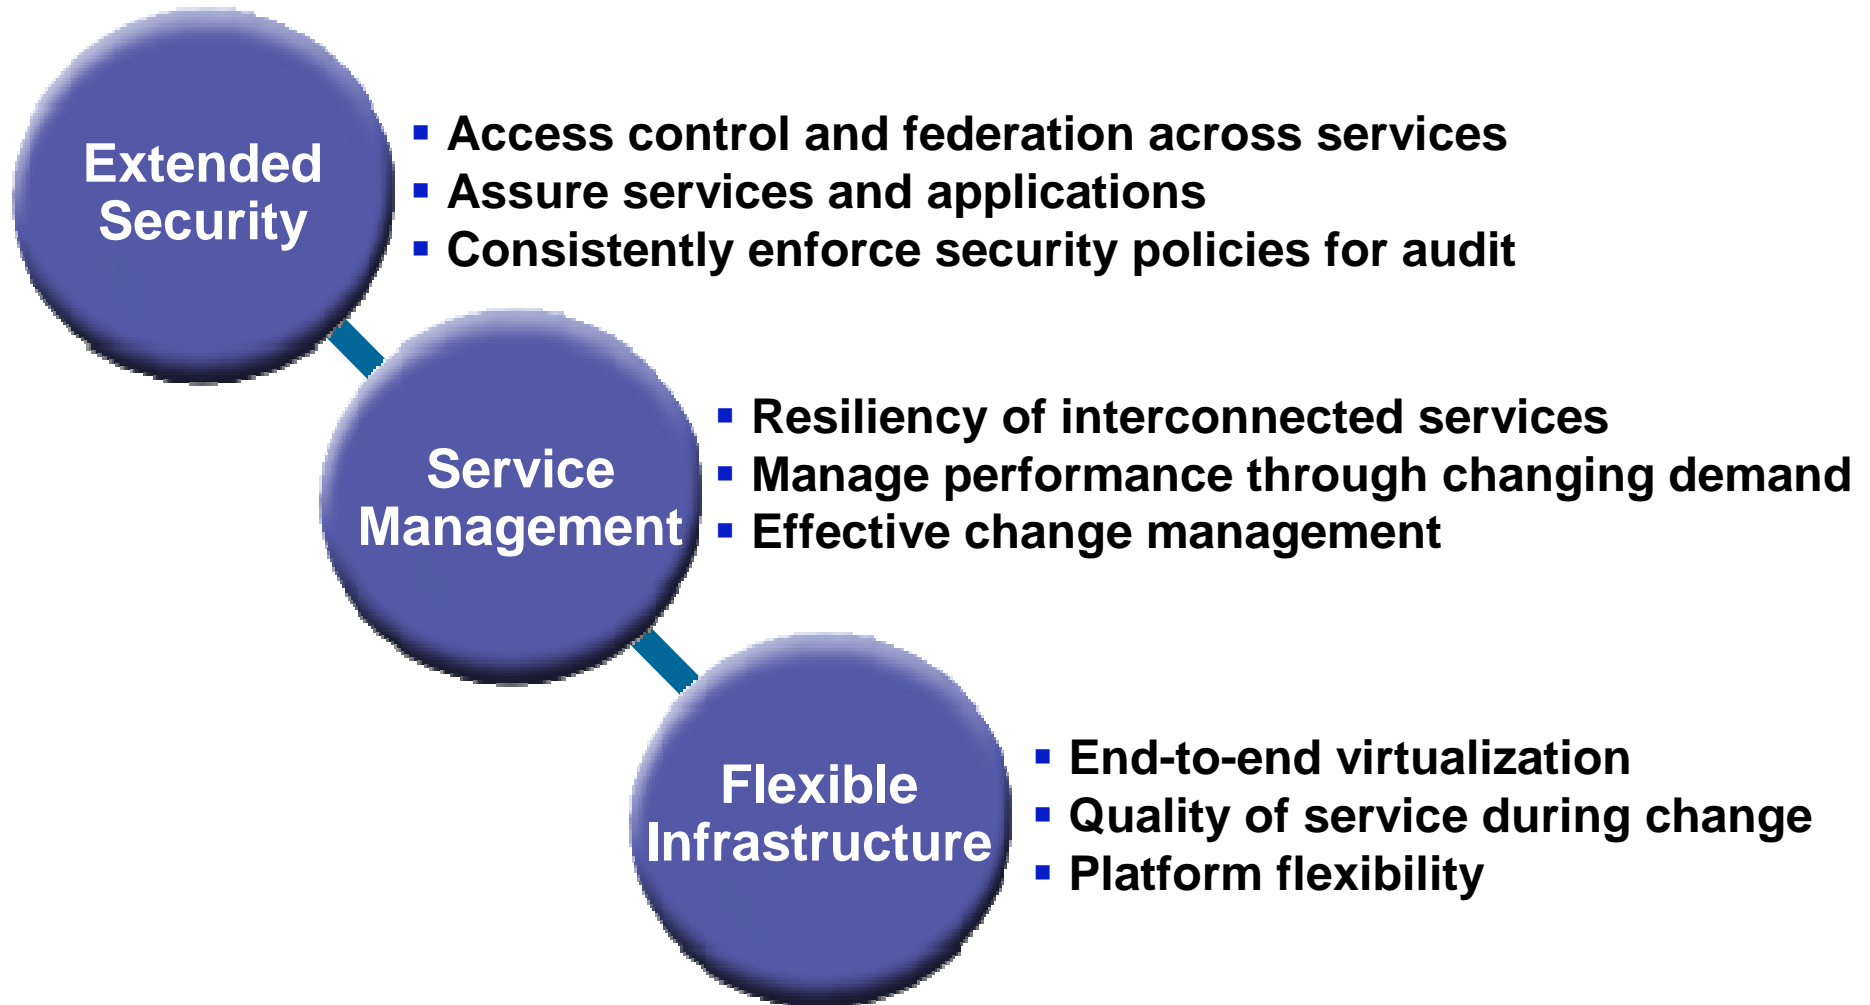 Extended
Security
▪ Access control and federation across services
▪ Assure services and applications
▪ Consistently enforce security policies for audit
Service
Management
▪ Resiliency of interconnected services
▪ Manage performance through changing demand
▪ Effective change management
Flexible
Infrastructure
▪ End-to-end virtualization
▪ Quality of service during change
▪ Platform flexibility